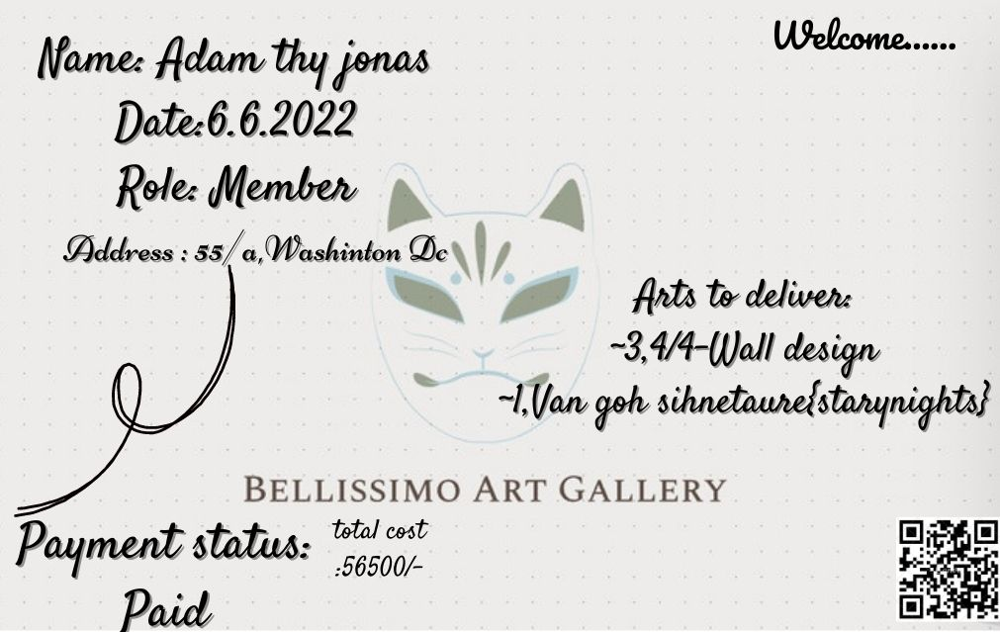 Welcome......
Name: Adam thy jonas
Date:6.6.2022
Role: Member
Address : 55/a,Washinton Dc
Arts to deliver:
~3,4/4-Wall design
~1,Van goh sihnetaure{starynights}
BELLISSIMO ART GALLERY
Payment status:
Paid
total cost
:56500/-